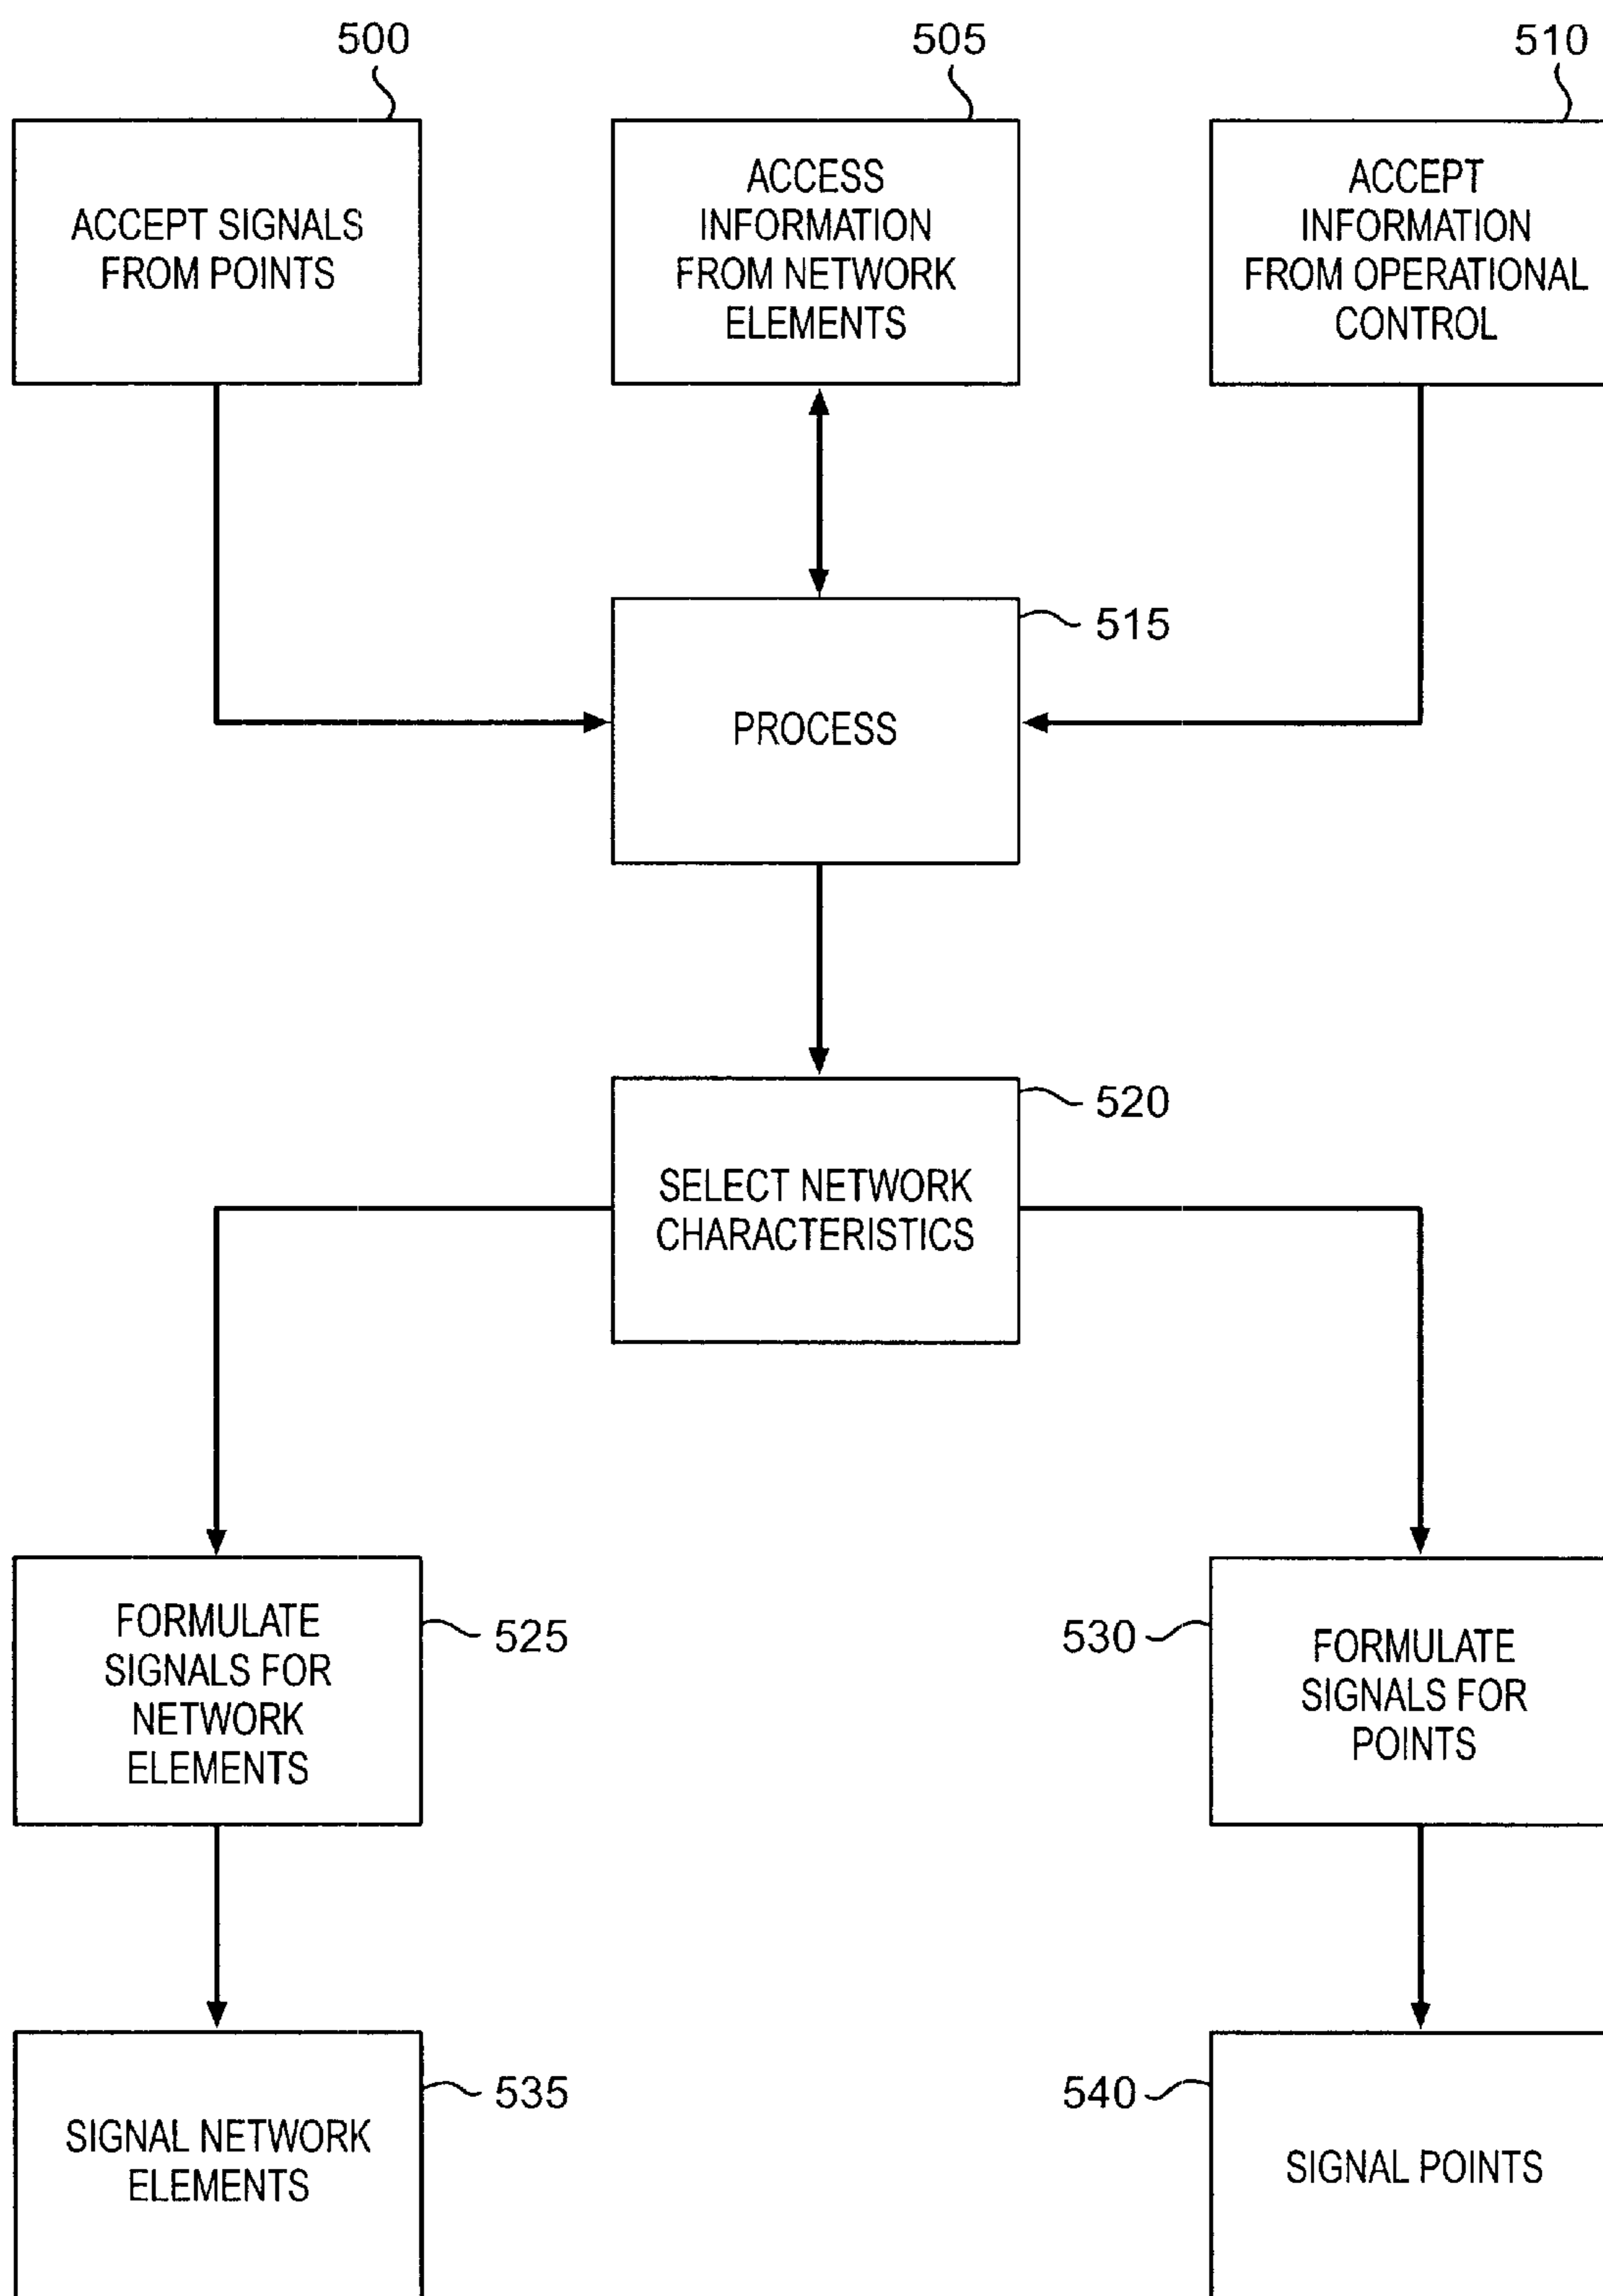 500
505
510
ACCEPT SIGNALS
FROM POINTS
ACCESS
INFORMATION
FROM NETWORK
ELEMENTS
ACCEPT
INFORMATION
FROM OPERATIONAL
CONTROL
515
PROCESS
520
SELECT NETWORK
CHARACTERISTICS
FORMULATE
SIGNALS FOR
NETWORK
ELEMENTS
525
530
FORMULATE
SIGNALS FOR
POINTS
535
SIGNAL NETWORK
ELEMENTS
540
SIGNAL POINTS